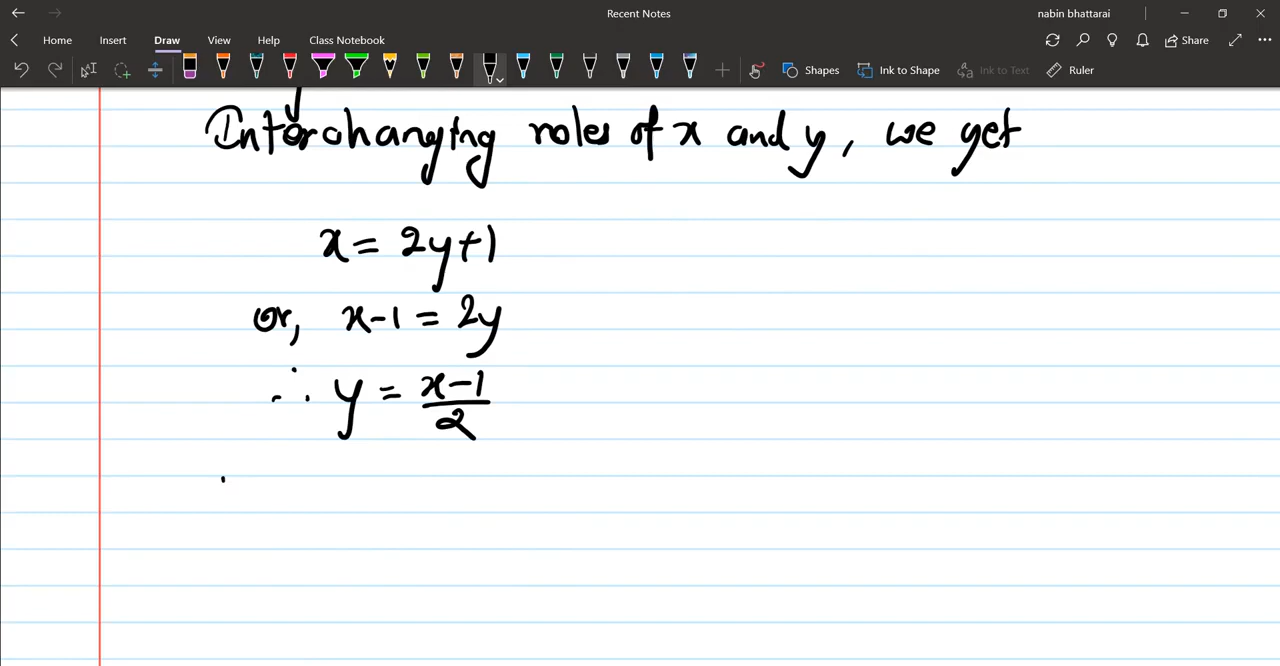 Recent Notes
nabin bhattarai
Home Insert Draw View Help Class Notebook
Share
Shapes Ink to Shape Ink to Text Ruler
Interchanging roles of x and y, we get
x = 2y+1
or, x-1 = 2y
∴ y = (x-1)/2